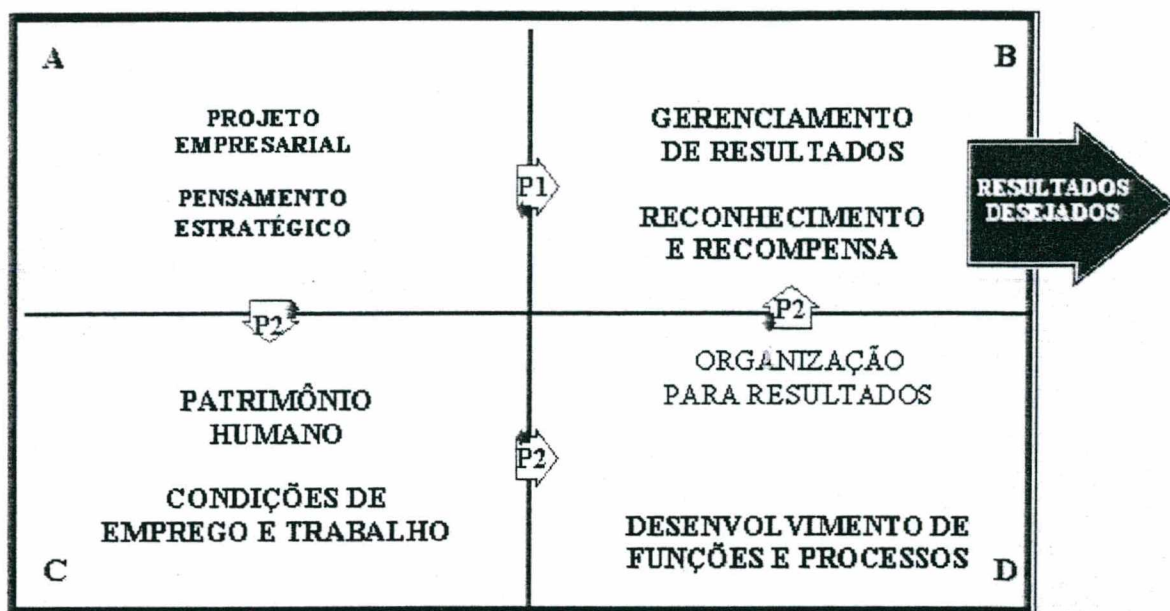 A
PROJETO
EMPRESARIAL
PENSAMENTO
ESTRATÉGICO
P1
B
GERENCIAMENTO
DE RESULTADOS
RECONHECIMENTO
E RECOMPENSA
RESULTADOS
DESEJADOS
P2
PATRIMÔNIO
HUMANO
CONDIÇÕES DE
EMPREGO E TRABALHO
C
P2
P2
ORGANIZAÇÃO
PARA RESULTADOS
DESENVOLVIMENTO DE
FUNÇÕES E PROCESSOS
D